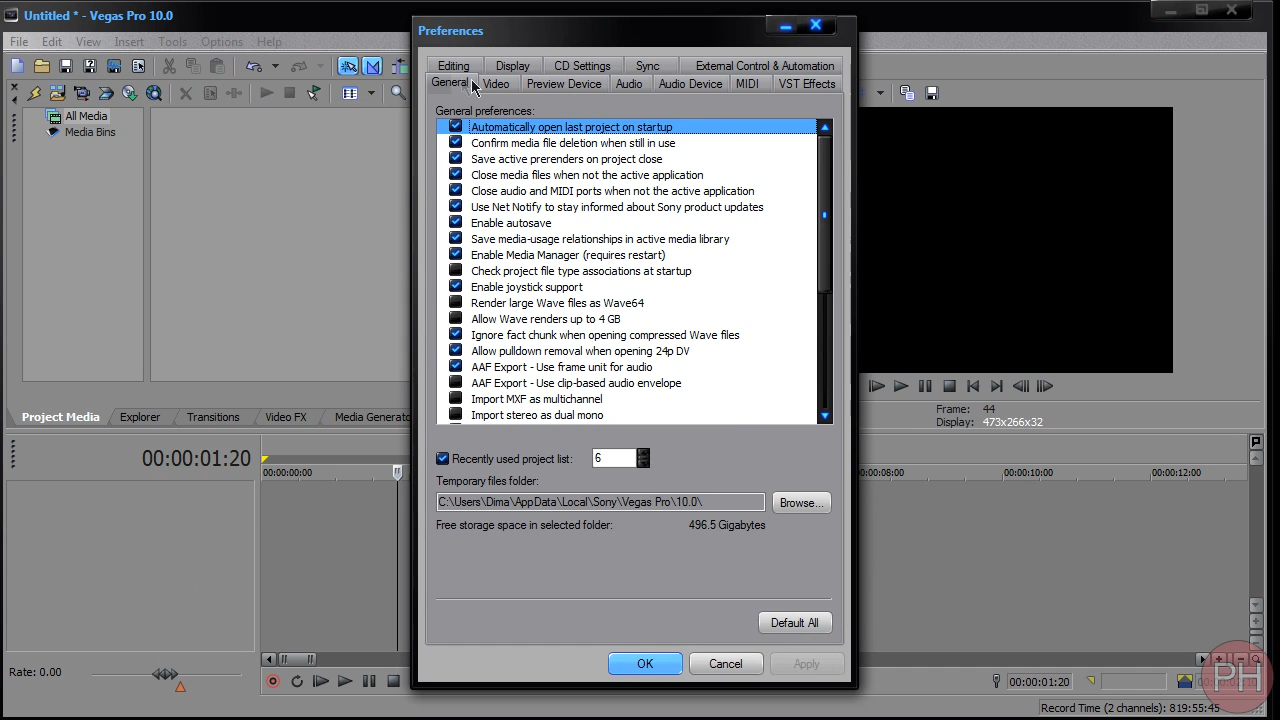 Untitled * - Vegas Pro 10.0
File Edit View Insert Tools Options Help
All Media
Media Bins
Project Media Explorer Transitions Video FX Media Generato
00:00:01:20
00:00:00:00
Rate: 0.00
Preferences
Editing Display CD Settings Sync External Control & Automation
General Video Preview Device Audio Audio Device MIDI VST Effects
General preferences:
Automatically open last project on startup
Confirm media file deletion when still in use
Save active prerenders on project close
Close media files when not the active application
Close audio and MIDI ports when not the active application
Use Net Notify to stay informed about Sony product updates
Enable autosave
Save media-usage relationships in active media library
Enable Media Manager (requires restart)
Check project file type associations at startup
Enable joystick support
Render large Wave files as Wave64
Allow Wave renders up to 4 GB
Ignore fact chunk when opening compressed Wave files
Allow pulldown removal when opening 24p DV
AAF Export - Use frame unit for audio
AAF Export - Use clip-based audio envelope
Import MXF as multichannel
Import stereo as dual mono
Recently used project list: 6
Temporary files folder:
C:\Users\Dima\AppData\Local\Sony\Vegas Pro\10.0\
Browse...
Free storage space in selected folder: 496.5 Gigabytes
Default All
OK Cancel Apply
Frame: 44
Display: 473x266x32
00:00:08:00 00:00:10:00 00:00:12:00
00:00:01:20
PH
Record Time (2 channels): 819:55:45